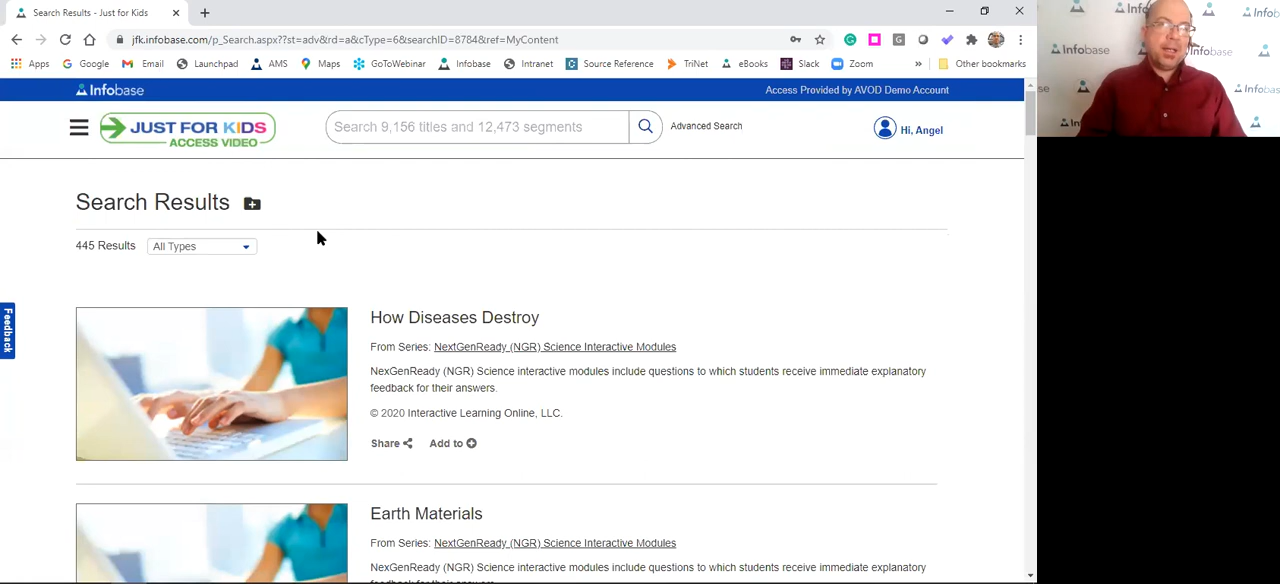 Search Results - Just for Kids
jfk.infobase.com/p_Search.aspx??st=adv&rd=a&cType=6&searchID=8784&ref=MyContent
Apps Google Email Launchpad AMS Maps GoToWebinar Infobase Intranet Source Reference TriNet eBooks Slack Zoom » Other bookmarks
Infobase
Access Provided by AVOD Demo Account
JUST FOR KIDS
ACCESS VIDEO
Search 9,156 titles and 12,473 segments
Advanced Search
Hi, Angel
Search Results
445 Results
All Types
Feedback
How Diseases Destroy
From Series: NextGenReady (NGR) Science Interactive Modules
NexGenReady (NGR) Science interactive modules include questions to which students receive immediate explanatory
feedback for their answers.
© 2020 Interactive Learning Online, LLC.
Share
Add to
Earth Materials
From Series: NextGenReady (NGR) Science Interactive Modules
NexGenReady (NGR) Science interactive modules include questions to which students receive immediate explanatory
feedback for their answers.
Infobase
Infobase